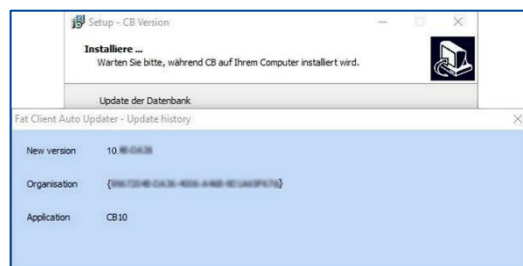 Setup - CB Version
Installiere ...
Warten Sie bitte, während CB auf Ihrem Computer installiert wird.
Update der Datenbank
Fat Client Auto Updater - Update history
New version 10.
Organisation { }
Application CB10